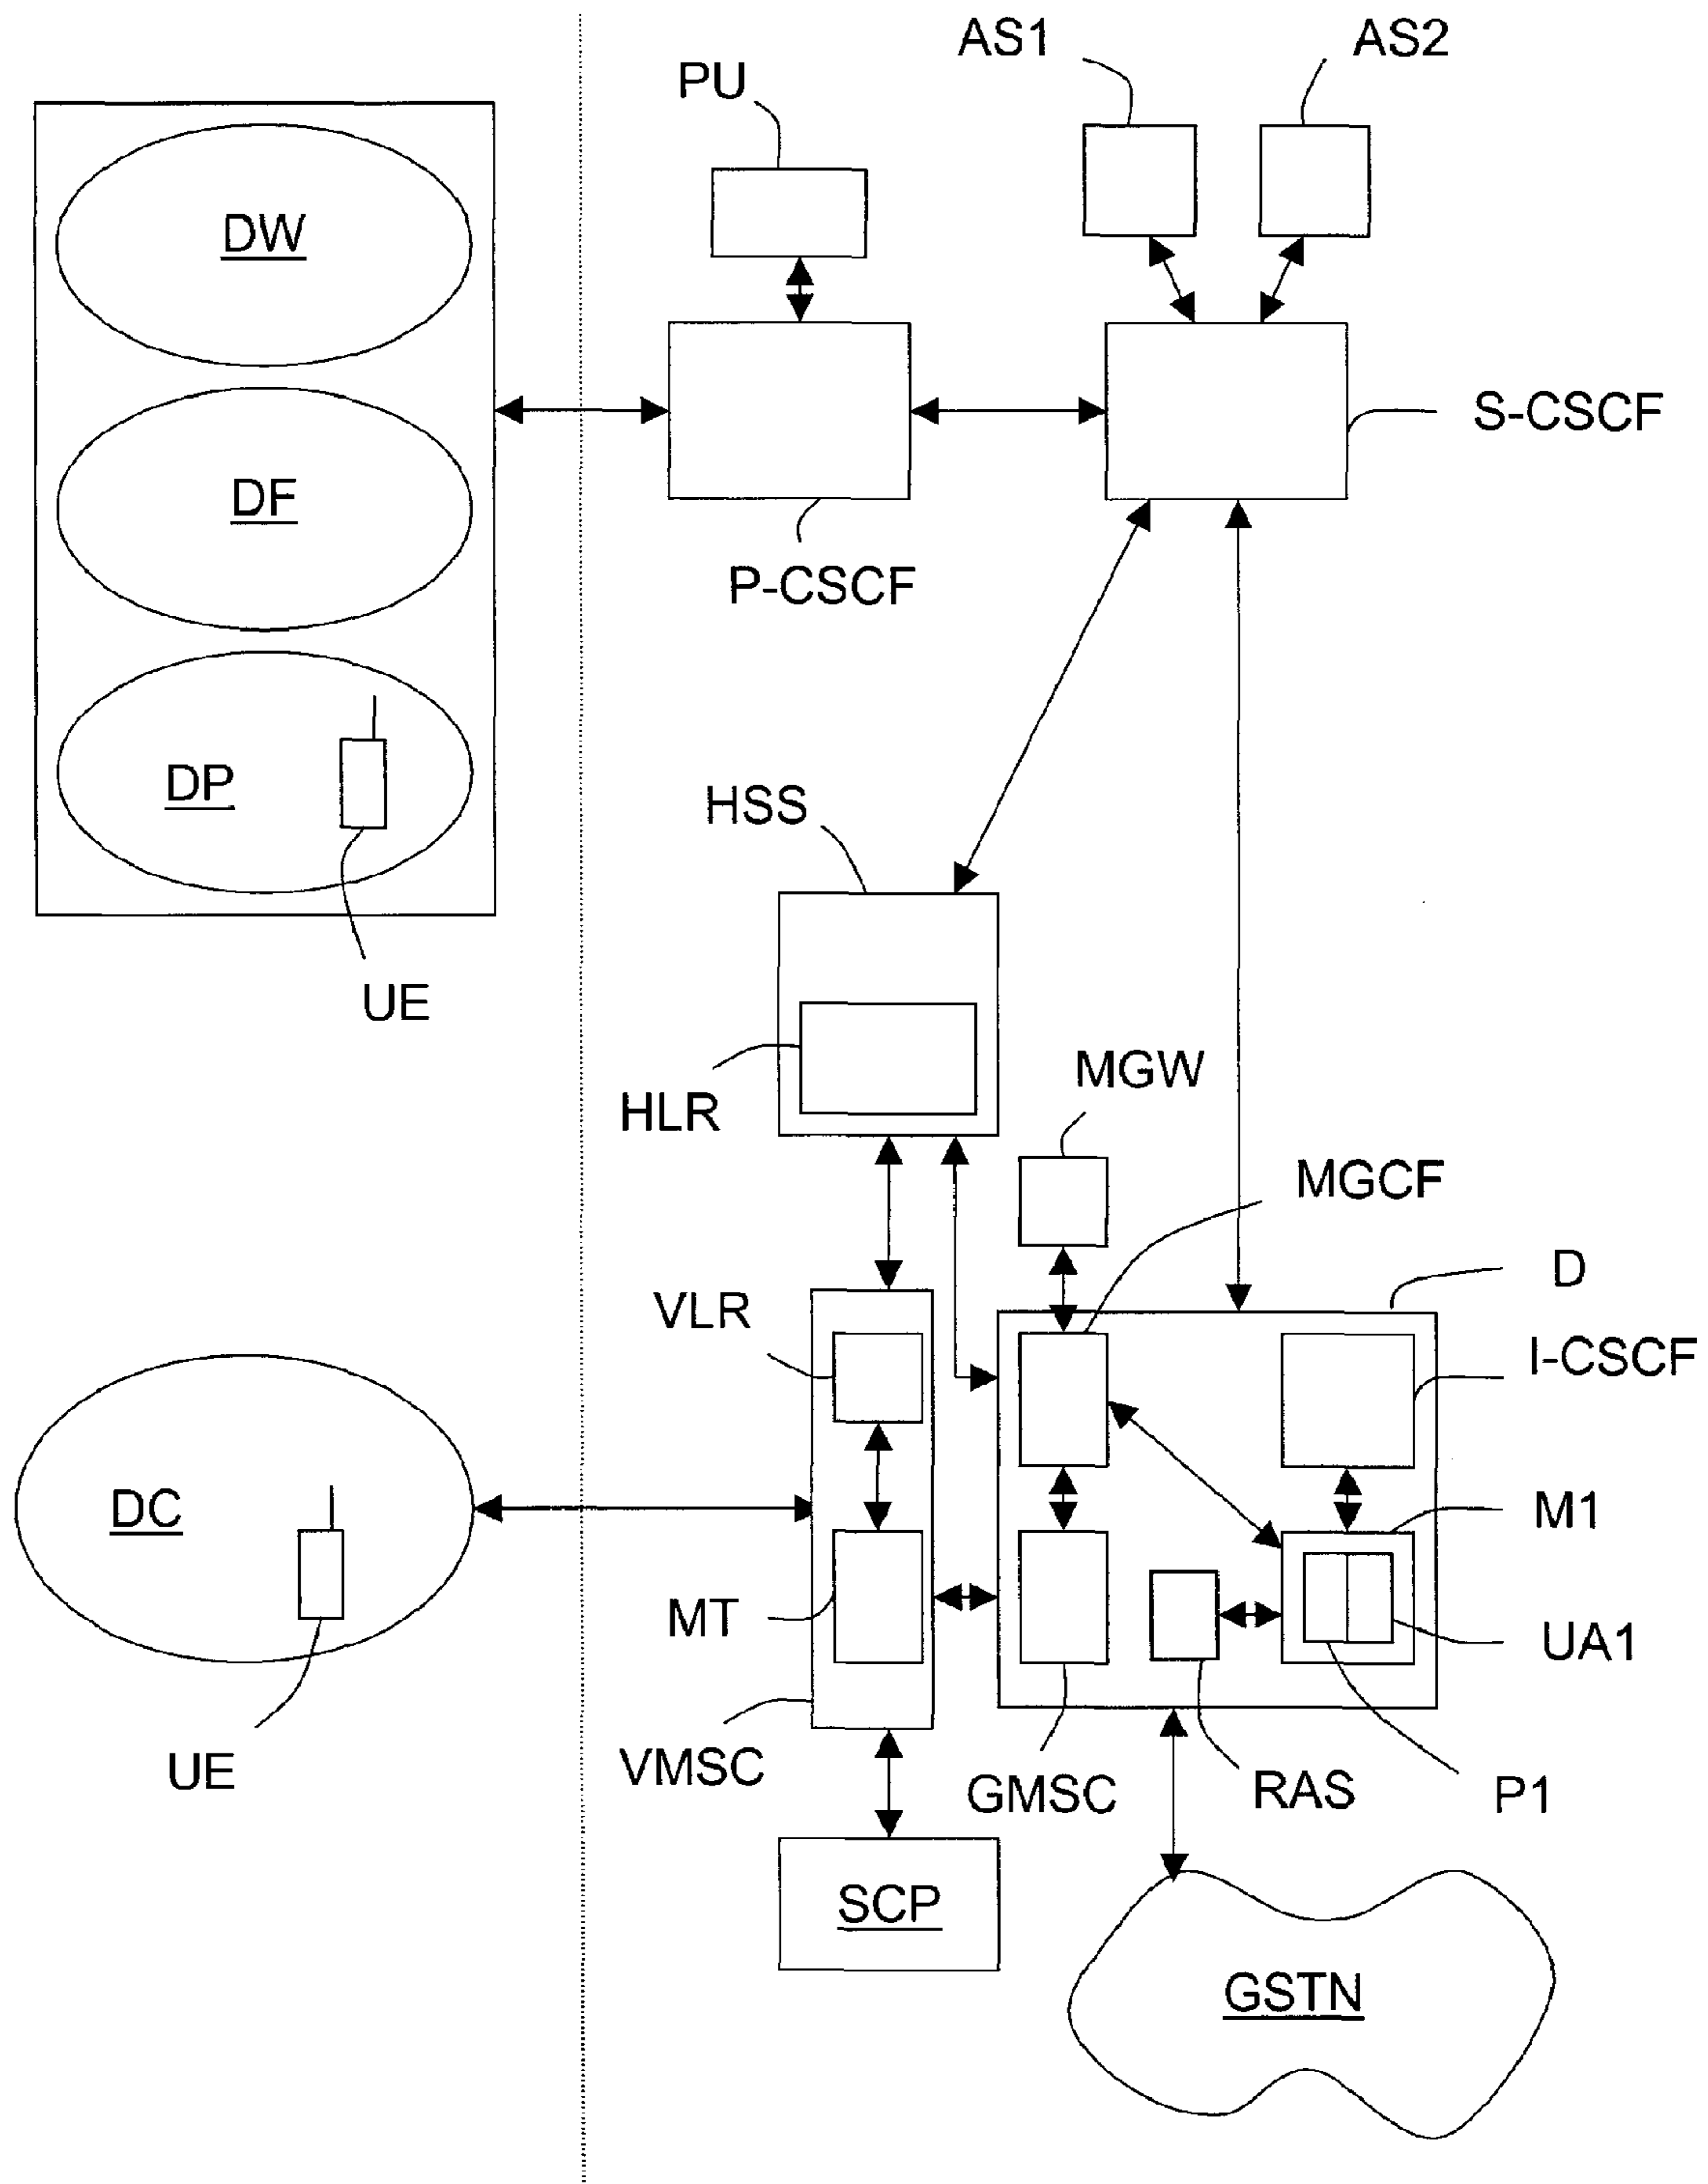 AS1
AS2
PU
DW
S-CSCF
DF
P-CSCF
DP
HSS
UE
MGW
HLR
MGCF
D
VLR
I-CSCF
DC
M1
MT
UA1
UE
VMSC
GMSC
RAS
P1
SCP
GSTN